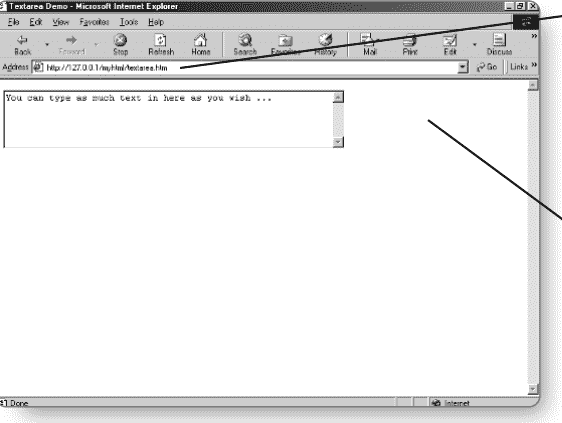 Textarea Demo - Microsoft Internet Explorer
File Edit View Favorites Tools Help
Back Forward Stop Refresh Home Search Favorites History Mail Print Edit Discuss
Address http://127.0.0.1/myhtml/textarea.htm Go Links
You can type as much text in here as you wish ...
Done Internet